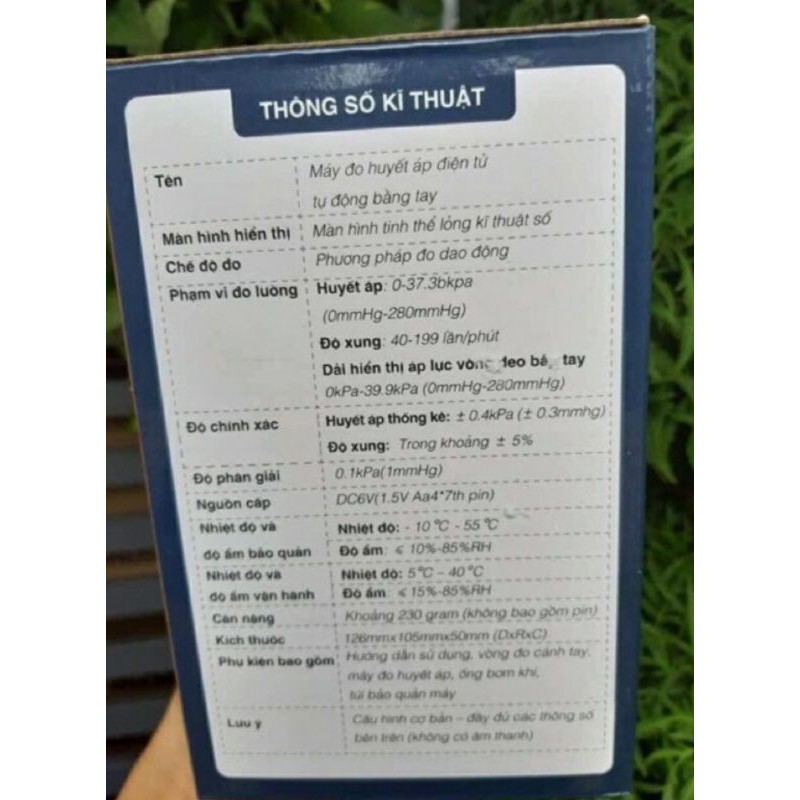 THÔNG SỐ KĨ THUẬT
Tên
Máy đo huyết áp điện tử
tự động bằng tay
Màn hình hiển thị
Màn hình tinh thể lỏng kĩ thuật số
Chế độ đo
Phương pháp đo dao động
Phạm vi đo lường
Huyết áp: 0-37.3bkpa
(0mmHg-280mmHg)
Độ xung: 40-199 lần/phút
Dải hiển thị áp lực tay
0kPa-39.9kPa (0mmHg-280mmHg)
Độ chính xác
Huyết áp thống kê: ± 0.4kPa (± 0.3mmhg)
Độ xung: Trong khoảng ± 5%
Độ phân giải
0.1kPa(1mmHg)
Nguồn cấp
DC6V(1.5V Aa4*7th pin)
Nhiệt độ và
độ ẩm bảo quản
Nhiệt độ: - 10°C - 55°C
Độ ẩm: ≤ 10%-85%RH
Nhiệt độ và
độ ẩm vận hành
Nhiệt độ: 5°C – 40°C
Độ ẩm: ≤ 15%-85%RH
Cân nặng
Khoảng 230 gram (không bao gồm pin)
Kích thước
126mmx105mmx50mm (DxRxC)
Phụ kiện bao gồm
Hướng dẫn sử dụng, vòng đo cánh tay,
máy đo huyết áp, ống bơm khí,
túi bảo quản máy
Lưu ý
Cấu hình cơ bản – đầy đủ các thông số
bên trên (không có âm thanh)